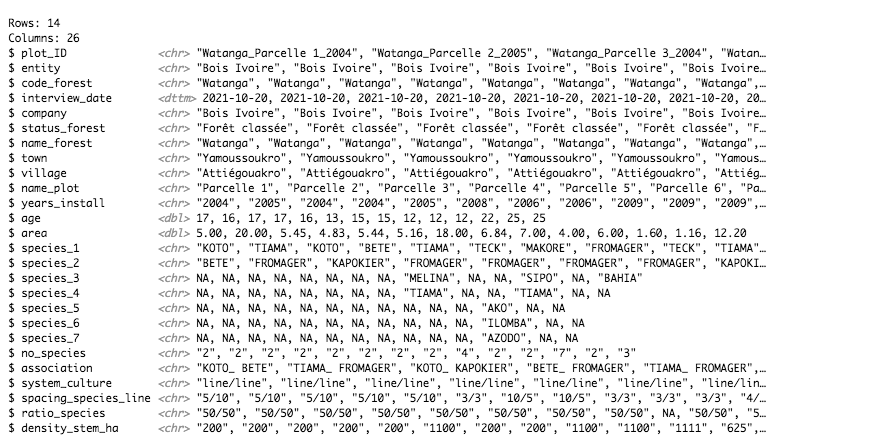 Rows: 14
Columns: 26
$ plot_ID <chr> "Watanga_Parcelle 1_2004", "Watanga_Parcelle 2_2005", "Watanga_Parcelle 3_2004", "Watan…
$ entity <chr> "Bois Ivoire", "Bois Ivoire", "Bois Ivoire", "Bois Ivoire", "Bois Ivoire", "Bois Ivoire…
$ code_forest <chr> "Watanga", "Watanga", "Watanga", "Watanga", "Watanga", "Watanga", "Watanga", "Watanga",…
$ interview_date <dttm> 2021-10-20, 2021-10-20, 2021-10-20, 2021-10-20, 2021-10-20, 2021-10-20, 2021-10-20, 20…
$ company <chr> "Bois Ivoire", "Bois Ivoire", "Bois Ivoire", "Bois Ivoire", "Bois Ivoire", "Bois Ivoire…
$ status_forest <chr> "Forêt classée", "Forêt classée", "Forêt classée", "Forêt classée", "Forêt classée", "F…
$ name_forest <chr> "Watanga", "Watanga", "Watanga", "Watanga", "Watanga", "Watanga", "Watanga", "Watanga",…
$ town <chr> "Yamoussoukro", "Yamoussoukro", "Yamoussoukro", "Yamoussoukro", "Yamoussoukro", "Yamous…
$ village <chr> "Attiégouakro", "Attiégouakro", "Attiégouakro", "Attiégouakro", "Attiégouakro", "Attiég…
$ name_plot <chr> "Parcelle 1", "Parcelle 2", "Parcelle 3", "Parcelle 4", "Parcelle 5", "Parcelle 6", "Pa…
$ years_install <chr> "2004", "2005", "2004", "2004", "2005", "2008", "2006", "2006", "2009", "2009", "2009",…
$ age <dbl> 17, 16, 17, 17, 16, 13, 15, 15, 12, 12, 12, 22, 25, 25
$ area <dbl> 5.00, 20.00, 5.45, 4.83, 5.44, 5.16, 18.00, 6.84, 7.00, 4.00, 6.00, 1.60, 1.16, 12.20
$ species_1 <chr> "KOTO", "TIAMA", "KOTO", "BETE", "TIAMA", "TECK", "MAKORE", "FROMAGER", "TECK", "TIAMA"…
$ species_2 <chr> "BETE", "FROMAGER", "KAPOKIER", "FROMAGER", "FROMAGER", "FROMAGER", "FROMAGER", "KAPOKI…
$ species_3 <chr> NA, NA, NA, NA, NA, NA, NA, NA, "MELINA", NA, NA, "SIPO", NA, "BAHIA"
$ species_4 <chr> NA, NA, NA, NA, NA, NA, NA, NA, "TIAMA", NA, NA, "TIAMA", NA, NA
$ species_5 <chr> NA, NA, NA, NA, NA, NA, NA, NA, NA, NA, NA, "AKO", NA, NA
$ species_6 <chr> NA, NA, NA, NA, NA, NA, NA, NA, NA, NA, NA, "ILOMBA", NA, NA
$ species_7 <chr> NA, NA, NA, NA, NA, NA, NA, NA, NA, NA, NA, "AZODO", NA, NA
$ no_species <chr> "2", "2", "2", "2", "2", "2", "2", "2", "4", "2", "2", "7", "2", "3"
$ association <chr> "KOTO_ BETE", "TIAMA_ FROMAGER", "KOTO_ KAPOKIER", "BETE_ FROMAGER", "TIAMA_ FROMAGER",…
$ system_culture <chr> "line/line", "line/line", "line/line", "line/line", "line/line", "line/line", "line/lin…
$ spacing_species_line <chr> "5/10", "5/10", "5/10", "5/10", "5/10", "3/3", "10/5", "10/5", "3/3", "3/3", "3/3", "4/…
$ ratio_species <chr> "50/50", "50/50", "50/50", "50/50", "50/50", "50/50", "50/50", "50/50", NA, "50/50", "5…
$ density_stem_ha <chr> "200", "200", "200", "200", "200", "1100", "200", "200", "1100", "1100", "1111", "625",…